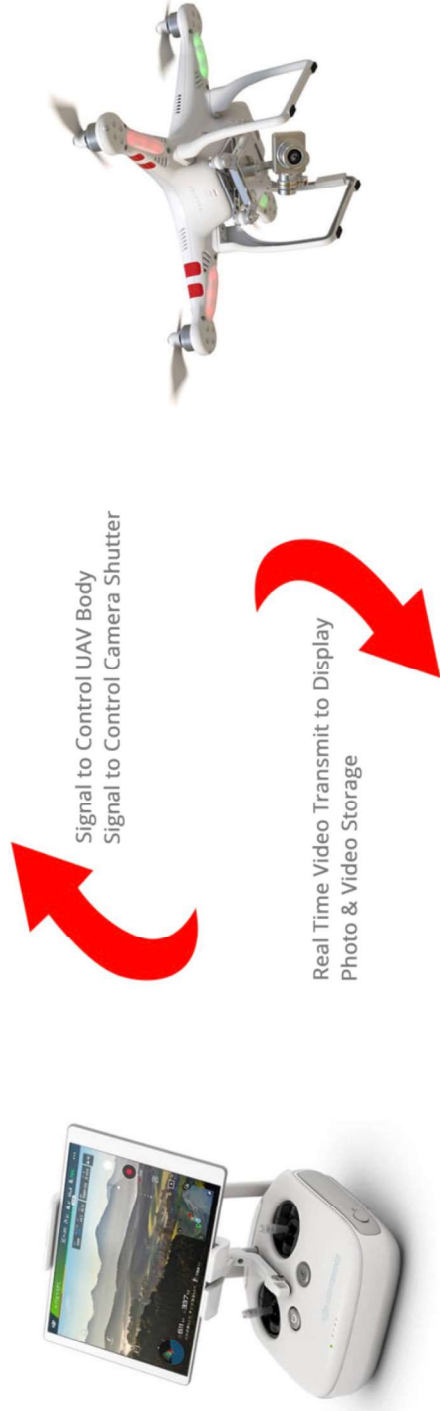 Signal to Control UAV Body
Signal to Control Camera Shutter
Real Time Video Transmit to Display
Photo & Video Storage